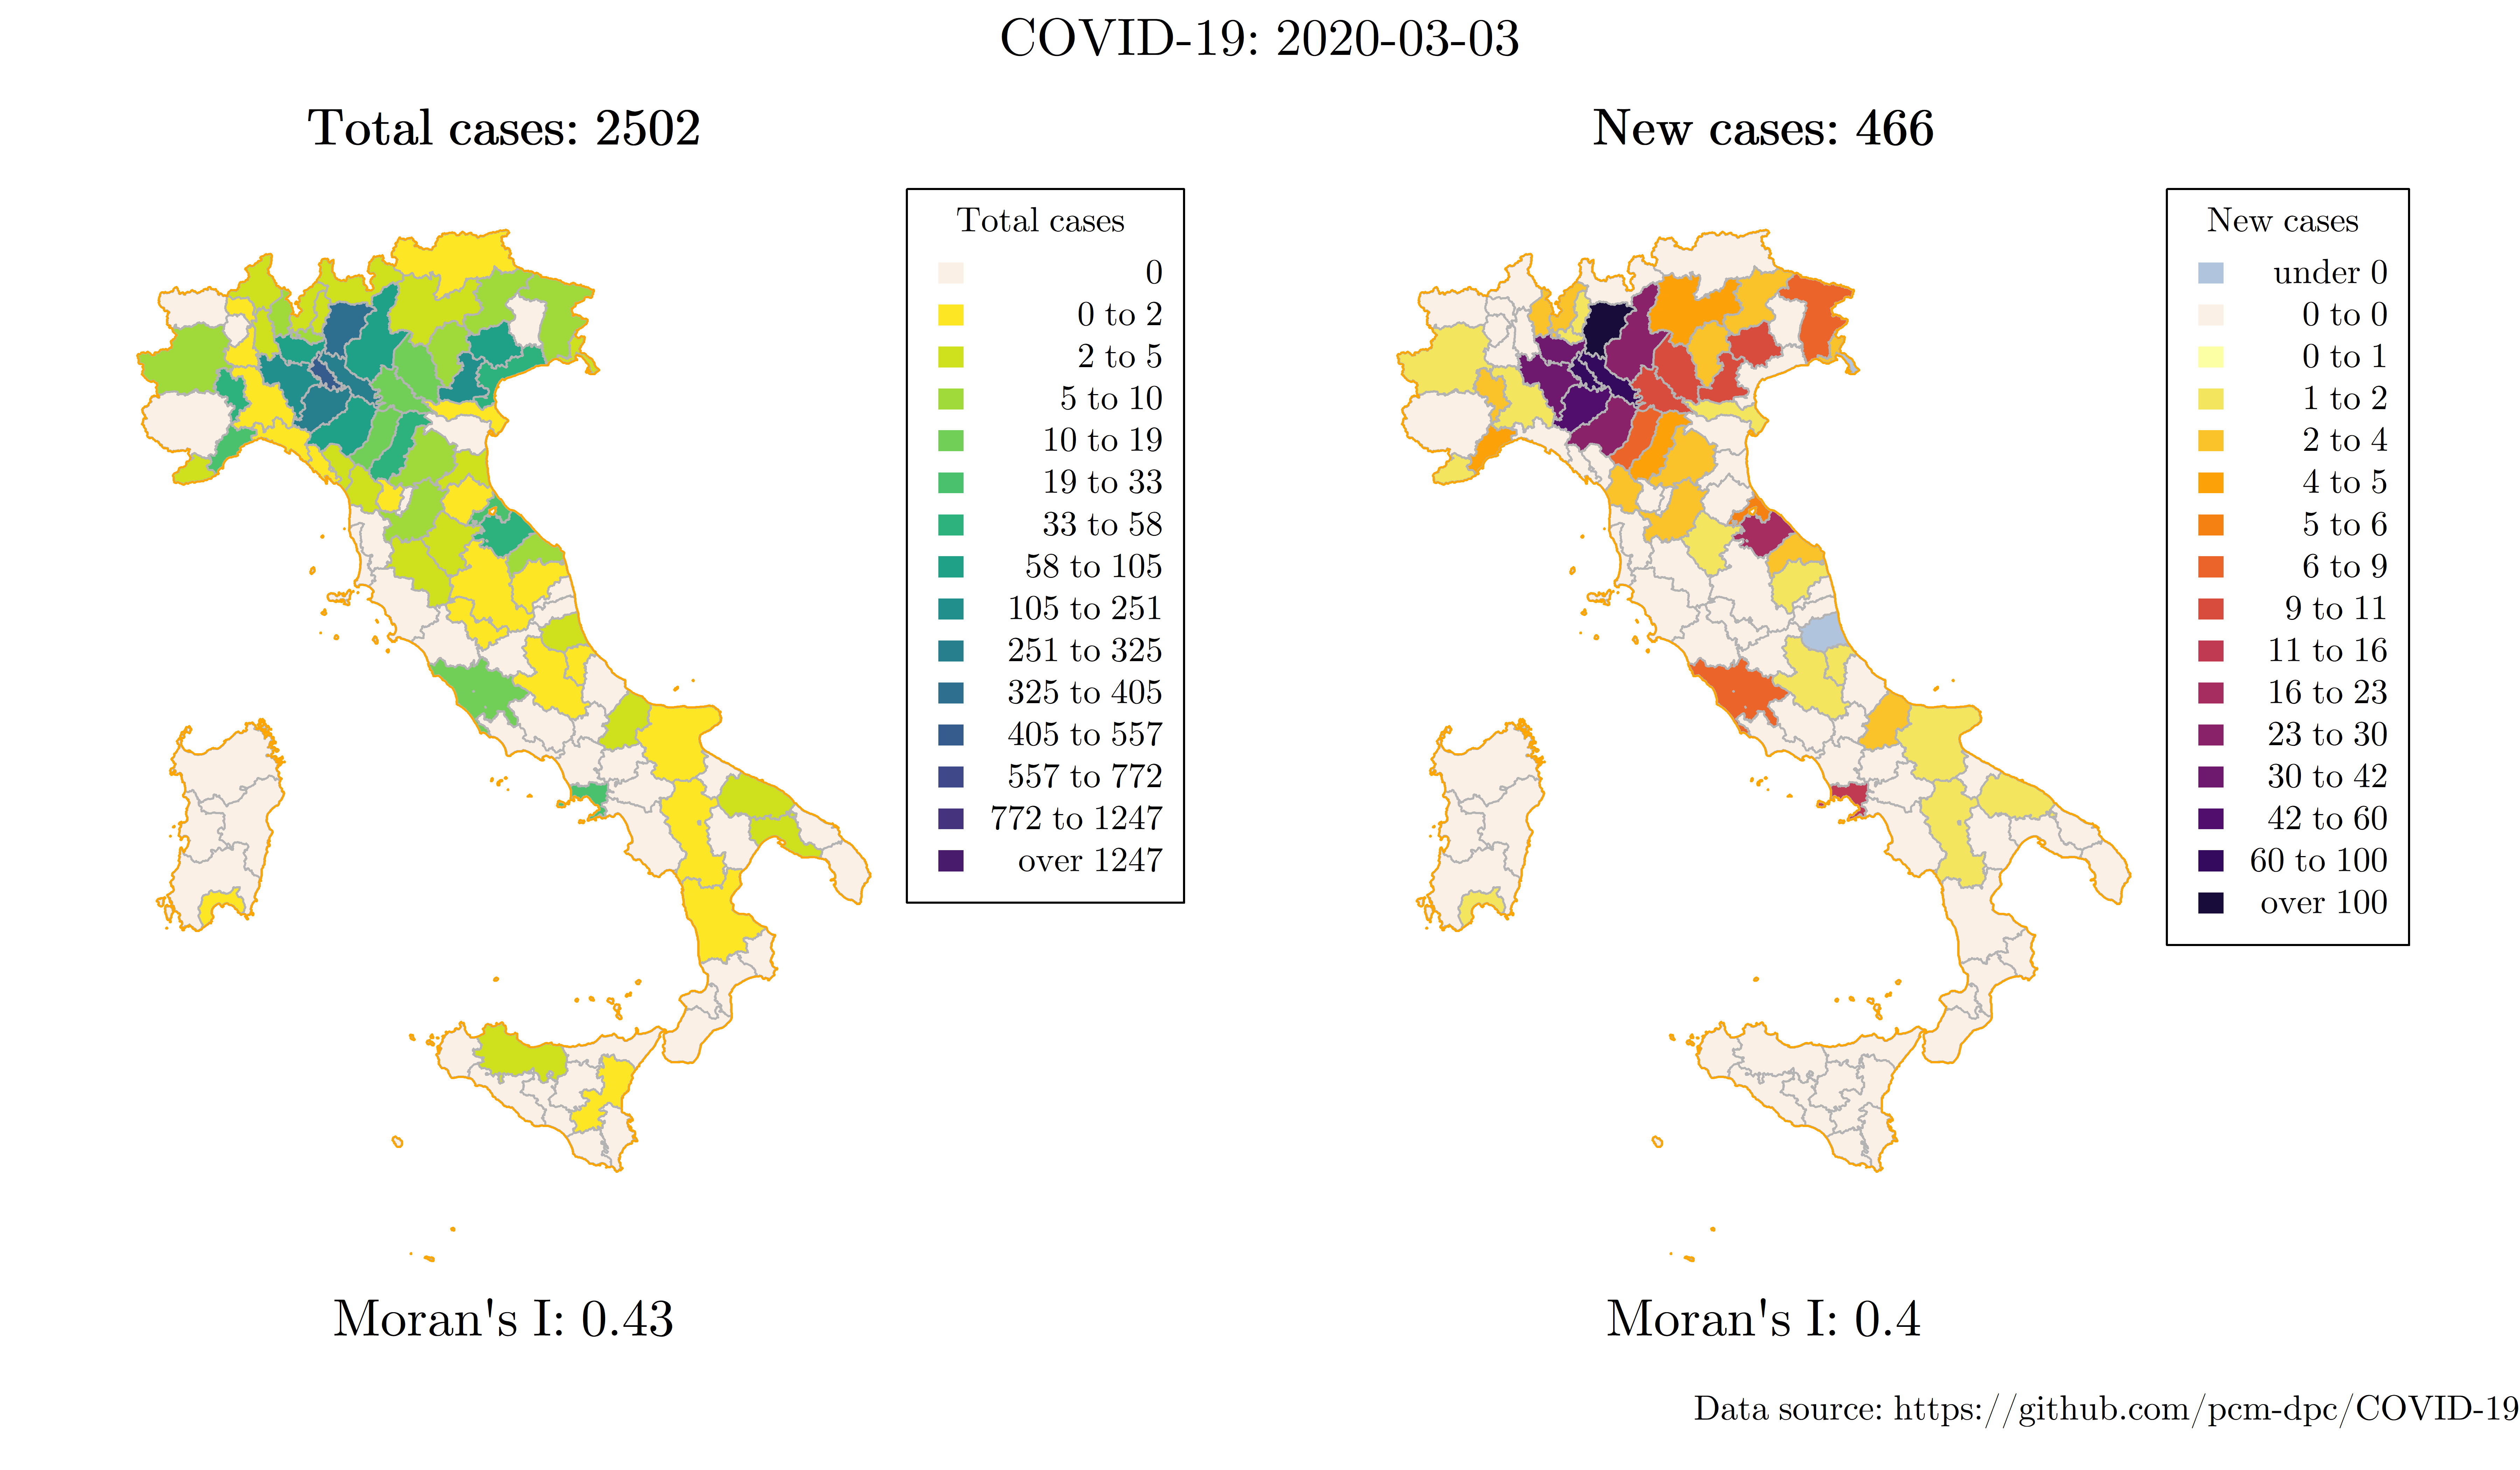 COVID-19: 2020-03-03
Total cases: 2502
Total cases
0
0 to 2
2 to 5
5 to 10
10 to 19
19 to 33
33 to 58
58 to 105
105 to 251
251 to 325
325 to 405
405 to 557
557 to 772
772 to 1247
over 1247
Moran's I: 0.43
New cases: 466
New cases
under 0
0 to 0
0 to 1
1 to 2
2 to 4
4 to 5
5 to 6
6 to 9
9 to 11
11 to 16
16 to 23
23 to 30
30 to 42
42 to 60
60 to 100
over 100
Moran's I: 0.4
Data source: https://github.com/pcm-dpc/COVID-19